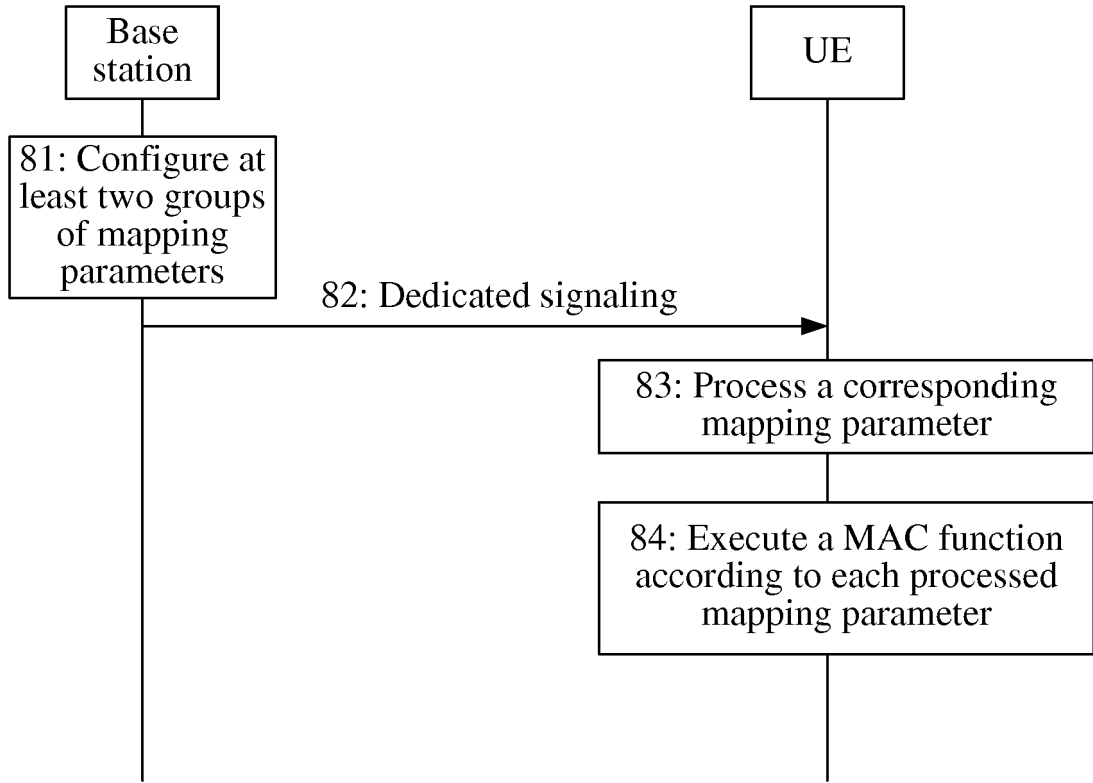 Base
station
UE
81: Configure at
least two groups
of mapping
parameters
82: Dedicated signaling
83: Process a corresponding
mapping parameter
84: Execute a MAC function
according to each processed
mapping parameter